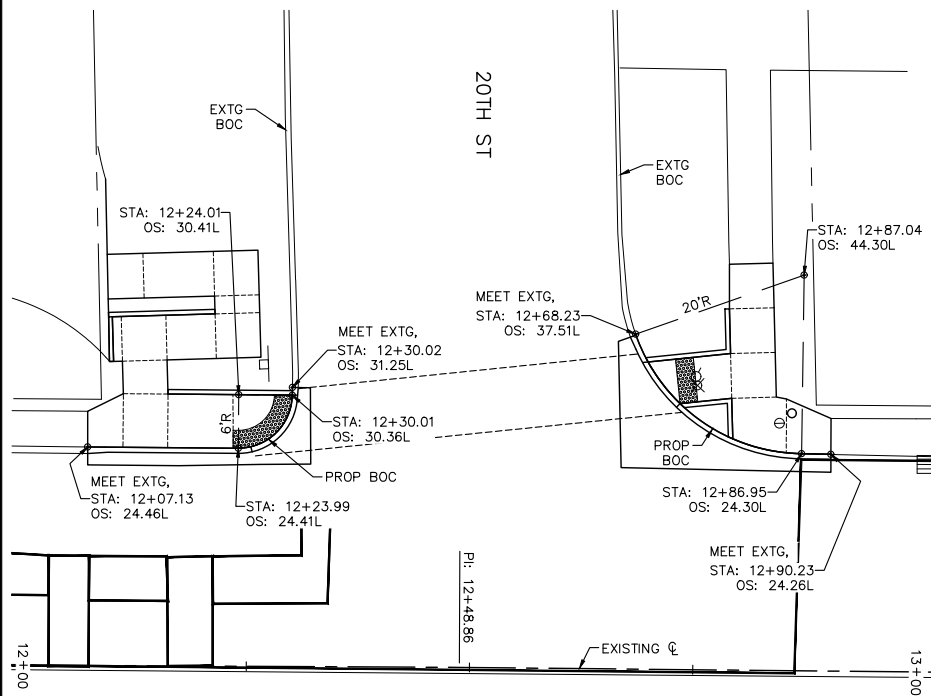 20TH ST
EXTG
BOC
EXTG
BOC
STA: 12+24.01
OS: 30.41L
STA: 12+87.04
OS: 44.30L
20'R
MEET EXTG,
STA: 12+68.23
OS: 37.51L
MEET EXTG,
STA: 12+30.02
OS: 31.25L
STA: 12+30.01
OS: 30.36L
6'R
PROP BOC
PROP
BOC
MEET EXTG,
STA: 12+07.13
OS: 24.46L
STA: 12+23.99
OS: 24.41L
STA: 12+86.95
OS: 24.30L
MEET EXTG,
STA: 12+90.23
OS: 24.26L
PI: 12+48.86
EXISTING ℄
12+00
13+00